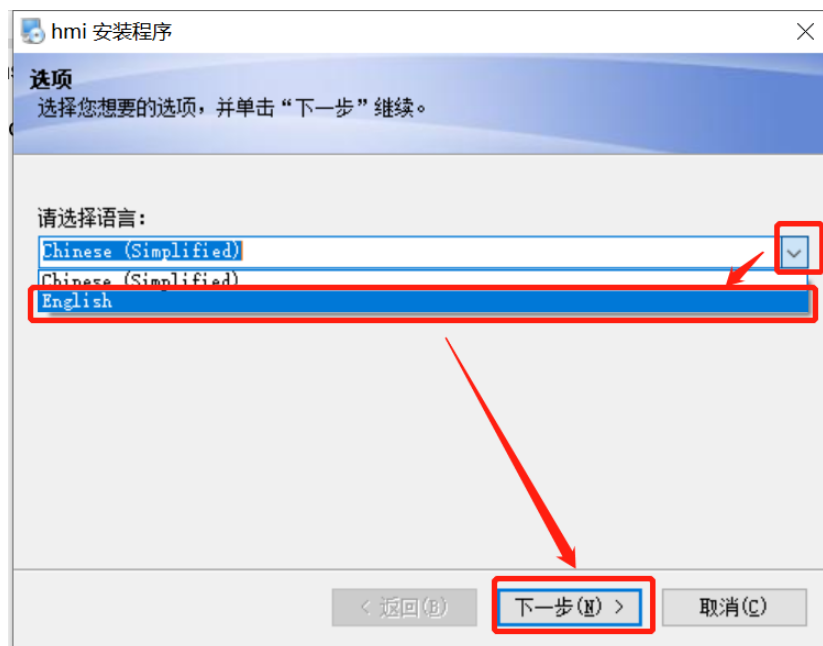 hmi 安装程序
选项
选择您想要的选项，并单击“下一步”继续。
请选择语言：
Chinese (Simplified)
Chinese (Simplified)
English
< 返回(B)
下一步(N) >
取消(C)